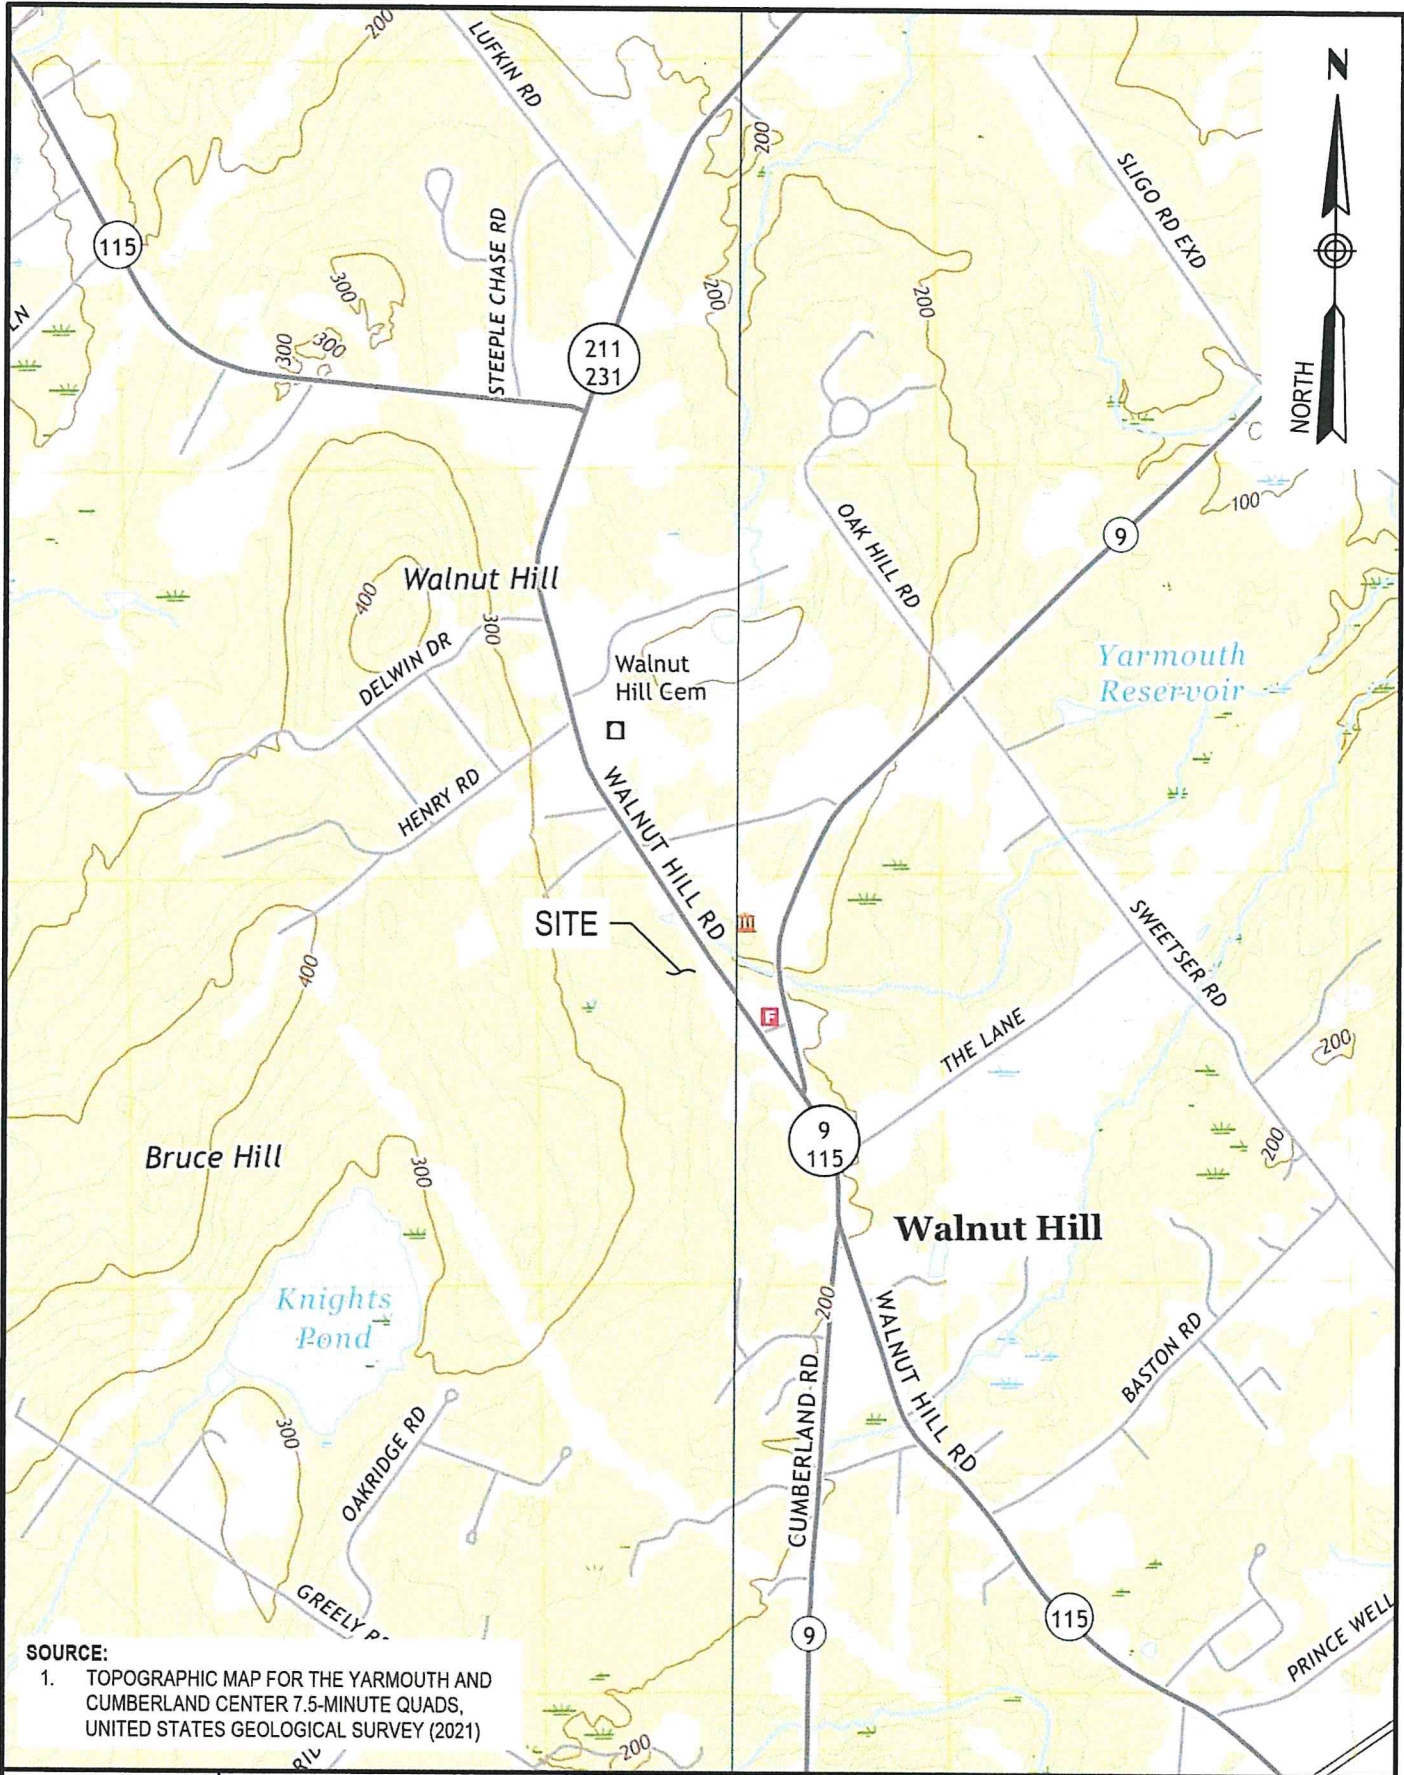 200
LUFKIN RD
N
200
SLIGO RD EXD
115
STEEPLE CHASE RD
300
200
200
LN
300
300
211
231
NORTH
C
100
OAK HILL RD
9
Walnut Hill
400
300
DELWIN DR
Walnut
Hill Cem
Yarmouth
Reservoir
HENRY RD
WALNUT HILL RD
SITE
SWEETSER RD
400
F
THE LANE
200
9
115
200
Bruce Hill
300
Walnut Hill
Knights
Pond
200
WALNUT HILL RD
BASTON RD
CUMBERLAND RD
300
OAKRIDGE RD
GREELY R
9
115
PRINCE WELL
SOURCE:
1. TOPOGRAPHIC MAP FOR THE YARMOUTH AND
CUMBERLAND CENTER 7.5-MINUTE QUADS,
UNITED STATES GEOLOGICAL SURVEY (2021)
200